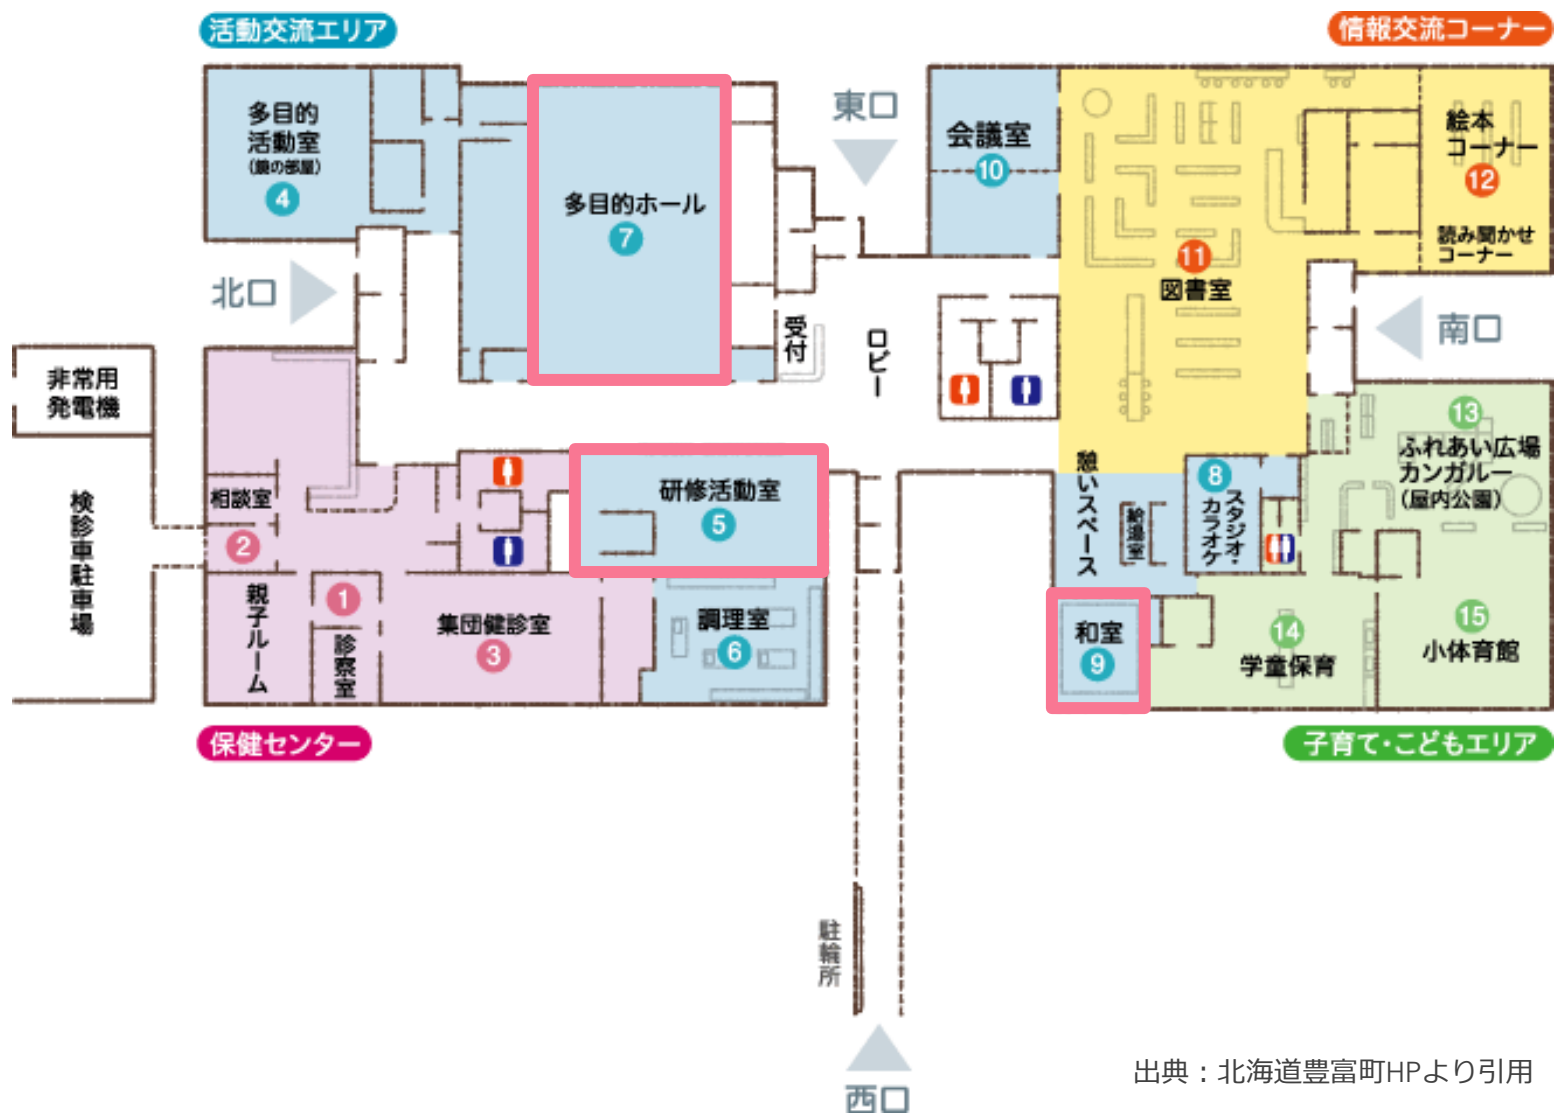 活動交流エリア
情報交流コーナー
多目的
活動室
(鏡の部屋)
4
多目的ホール
7
東口
会議室
10
絵本
コーナー
12
読み聞かせ
コーナー
11
図書室
北口
受付
ロビー
南口
非常用
発電機
検診車駐車場
相談室
2
親子ルーム
1
診察室
集団健診室
3
研修活動室
5
調理室
6
憩いスペース
給湯室
8
スタジオ・
カラオケ
13
ふれあい広場
カンガルー
(屋内公園)
和室
9
14
学童保育
15
小体育館
保健センター
子育て・こどもエリア
駐輪所
西口
出典：北海道豊富町HPより引用